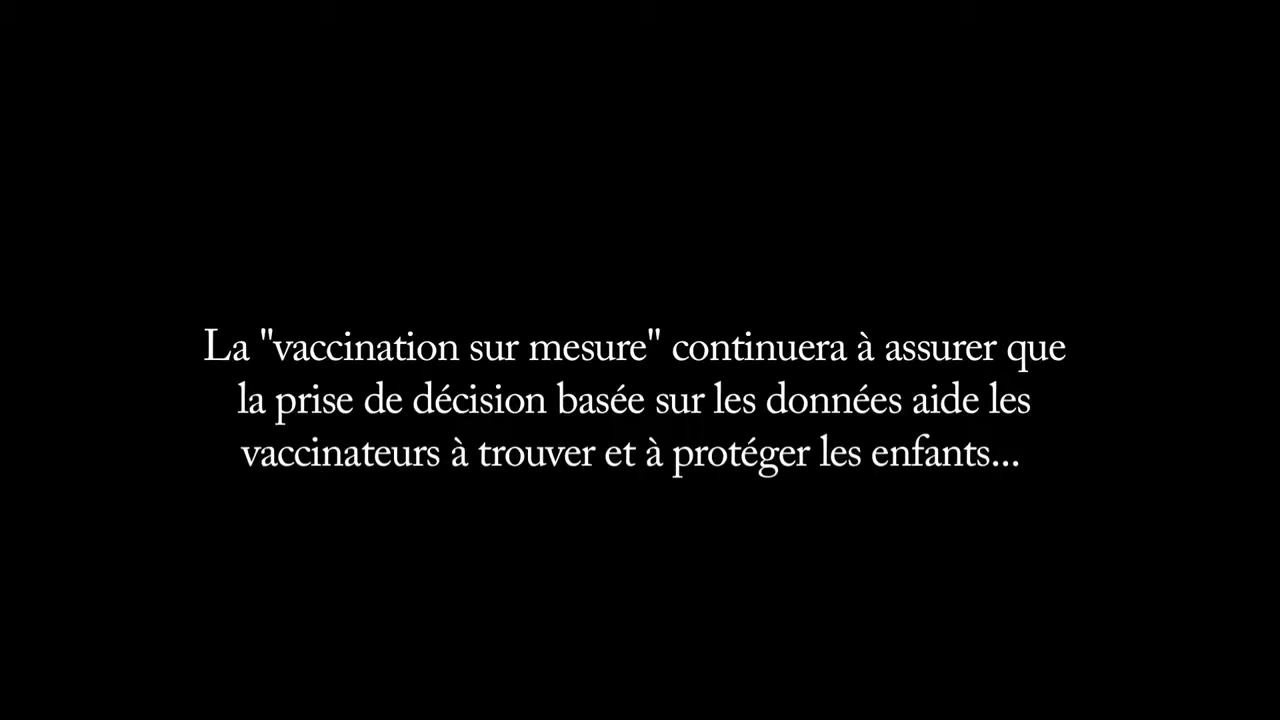 La "vaccination sur mesure" continuera à assurer que
la prise de décision basée sur les données aide les
vaccinateurs à trouver et à protéger les enfants...